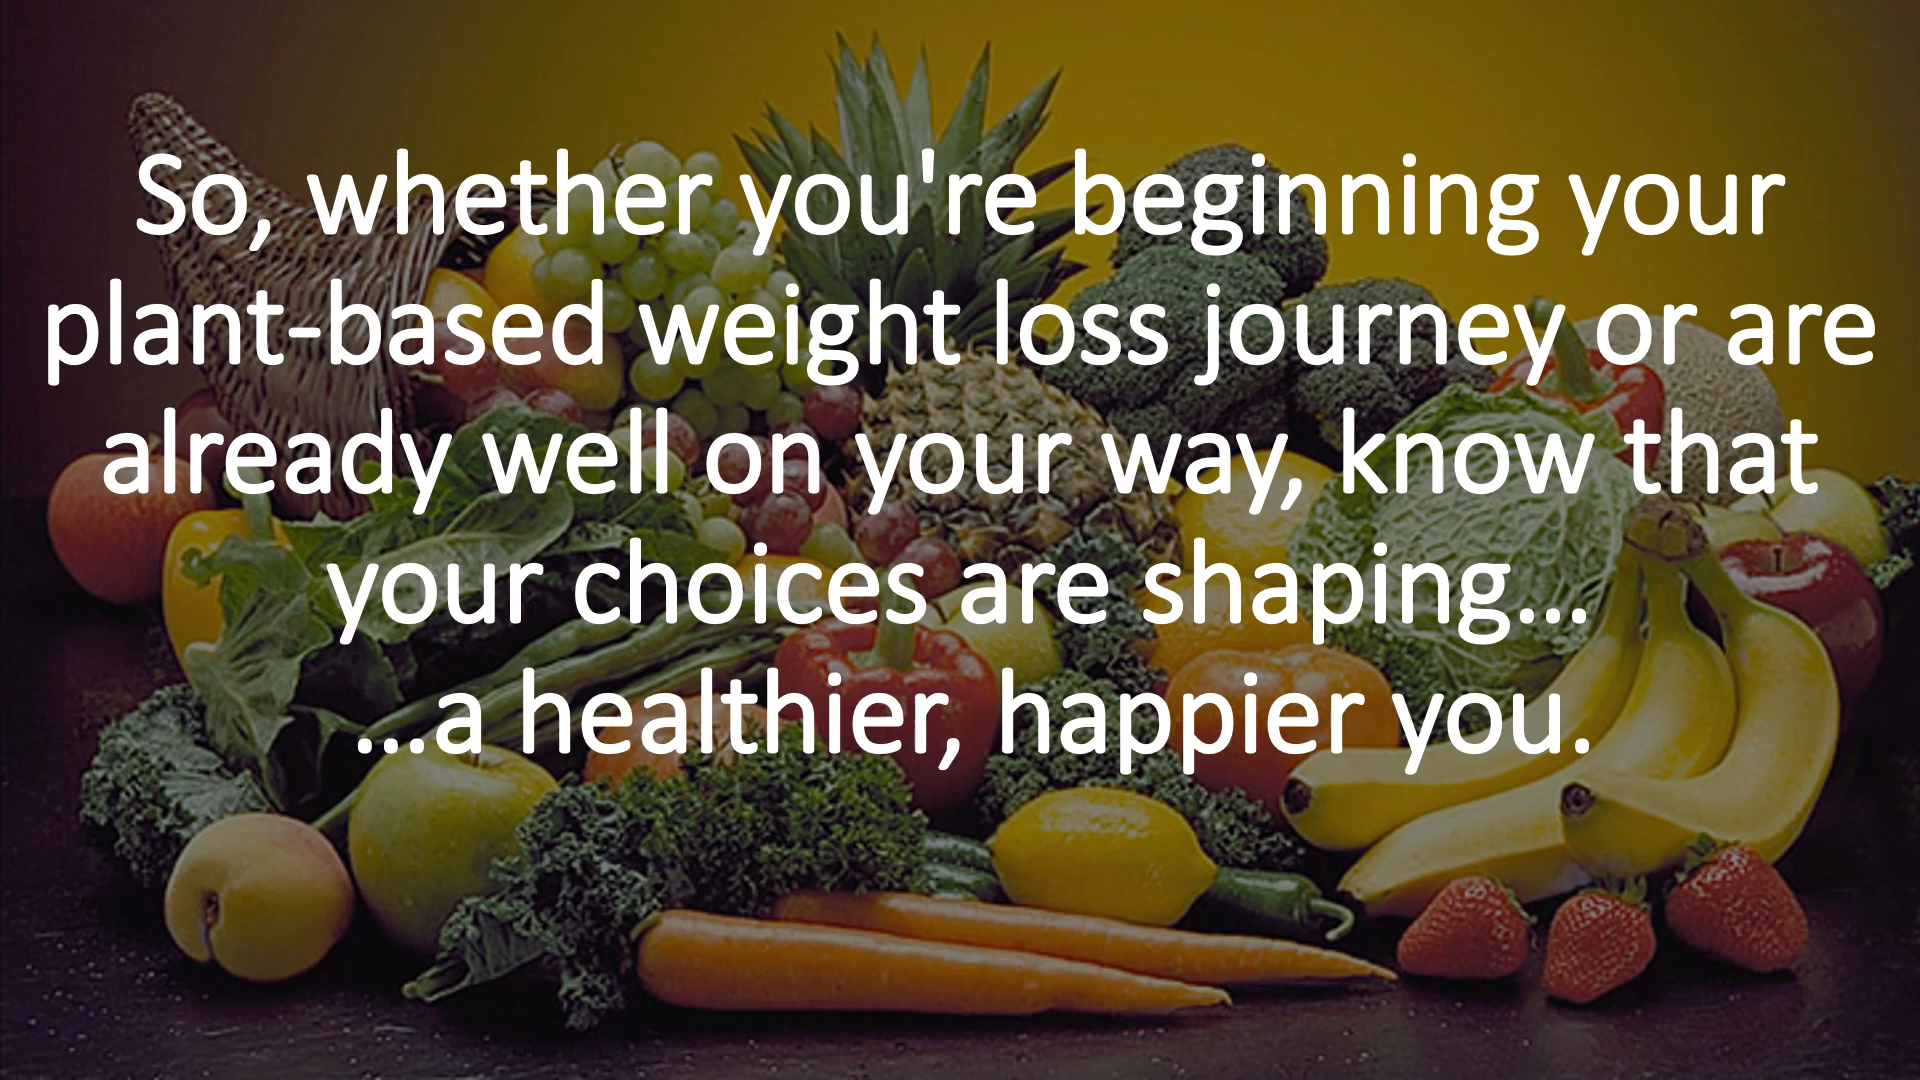 So, whether you're beginning your
plant-based weight loss journey or are
already well on your way, know that
your choices are shaping...
...a healthier, happier you.